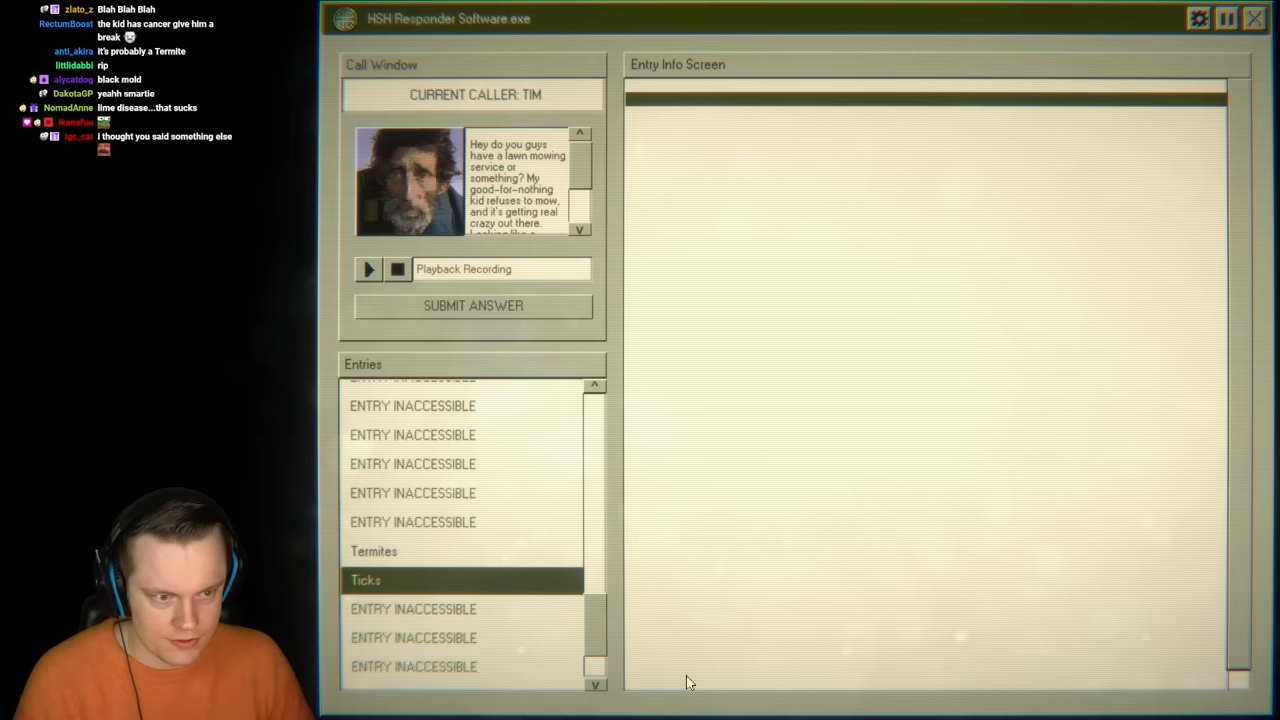 zlato_z Blah Blah Blah
RectumBoost the kid has cancer give him a
break
anti_akira It's probably a Termite
littlidabbi rip
alycatdog black mold
DakotaGP yeahh smartie
NomadAnne lime disease...that sucks
ikanafuu
igc_cat I thought you said something else
HSH Responder Software.exe
Call Window
CURRENT CALLER: TIM
Hey do you guys
have a lawn mowing
service or
something? My
good-for-nothing
kid refuses to mow,
and it's getting real
crazy out there.
Playback Recording
SUBMIT ANSWER
Entries
ENTRY INACCESSIBLE
ENTRY INACCESSIBLE
ENTRY INACCESSIBLE
ENTRY INACCESSIBLE
ENTRY INACCESSIBLE
ENTRY INACCESSIBLE
Termites
Ticks
ENTRY INACCESSIBLE
ENTRY INACCESSIBLE
ENTRY INACCESSIBLE
Entry Info Screen